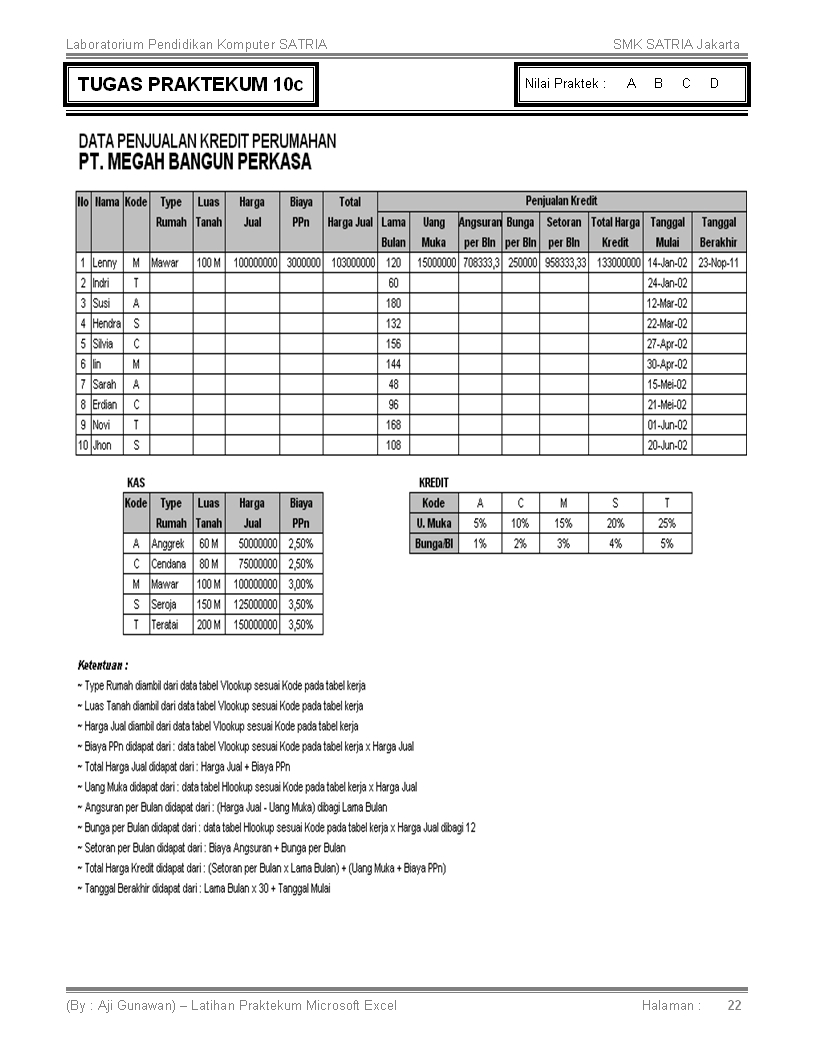 Laboratorium Pendidikan Komputer SATRIA SMK SATRIA Jakarta
TUGAS PRAKTEKUM 10c Nilai Praktek : A B C D
DATA PENJUALAN KREDIT PERUMAHAN
PT. MEGAH BANGUN PERKASA
No Nama Kode Type Luas Harga Biaya Total Penjualan Kredit
Rumah Tanah Jual PPn Harga Jual Lama Uang Angsuran Bunga Setoran Total Harga Tanggal Tanggal
Bulan Muka per Bln per Bln per Bln Kredit Mulai Berakhir
1 Lenny M Mawar 100 M 100000000 3000000 103000000 120 15000000 708333,3 250000 958333,33 133000000 14-Jan-02 23-Nop-11
2 Indri T 60 24-Jan-02
3 Susi A 180 12-Mar-02
4 Hendra S 132 22-Mar-02
5 Silvia C 156 27-Apr-02
6 Iin M 144 30-Apr-02
7 Sarah A 48 15-Mei-02
8 Erdian C 96 21-Mei-02
9 Novi T 168 01-Jun-02
10 Jhon S 108 20-Jun-02
KAS KREDIT
Kode Type Luas Harga Biaya Kode A C M S T
Rumah Tanah Jual PPn U. Muka 5% 10% 15% 20% 25%
A Anggrek 60 M 50000000 2,50% Bunga/Bl 1% 2% 3% 4% 5%
C Cendana 80 M 75000000 2,50%
M Mawar 100 M 100000000 3,00%
S Seroja 150 M 125000000 3,50%
T Teratai 200 M 150000000 3,50%
Ketentuan :
~ Type Rumah diambil dari data tabel Vlookup sesuai Kode pada tabel kerja
~ Luas Tanah diambil dari data tabel Vlookup sesuai Kode pada tabel kerja
~ Harga Jual diambil dari data tabel Vlookup sesuai Kode pada tabel kerja
~ Biaya PPn didapat dari : data tabel Vlookup sesuai Kode pada tabel kerja x Harga Jual
~ Total Harga Jual didapat dari : Harga Jual + Biaya PPn
~ Uang Muka didapat dari : data tabel Hlookup sesuai Kode pada tabel kerja x Harga Jual
~ Angsuran per Bulan didapat dari : (Harga Jual - Uang Muka) dibagi Lama Bulan
~ Bunga per Bulan didapat dari : data tabel Hlookup sesuai Kode pada tabel kerja x Harga Jual dibagi 12
~ Setoran per Bulan didapat dari : Biaya Angsuran + Bunga per Bulan
~ Total Harga Kredit didapat dari : (Setoran per Bulan x Lama Bulan) + (Uang Muka + Biaya PPn)
~ Tanggal Berakhir didapat dari : Lama Bulan x 30 + Tanggal Mulai
(By : Aji Gunawan) – Latihan Praktekum Microsoft Excel Halaman : 22